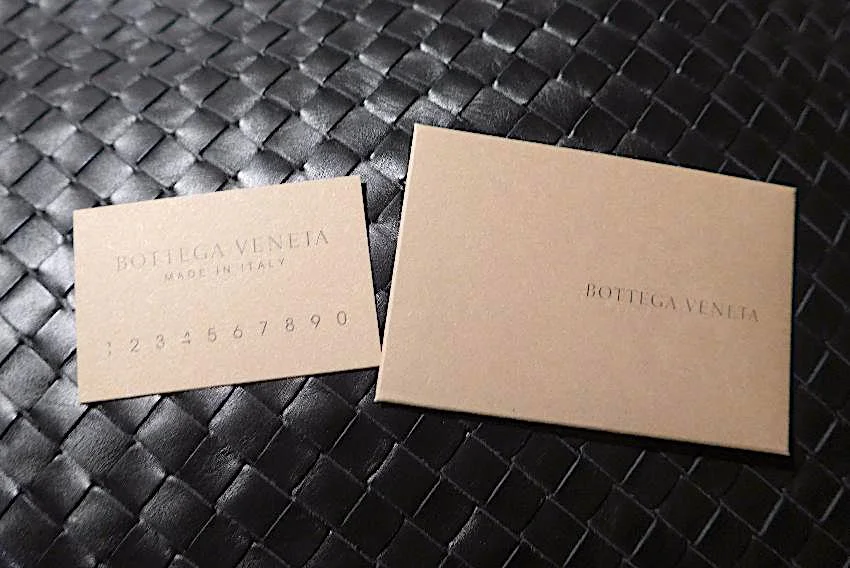 BOTTEGA VENETA
MADE IN ITALY
1 2 3 4 5 6 7 8 9 0
BOTTEGA VENETA